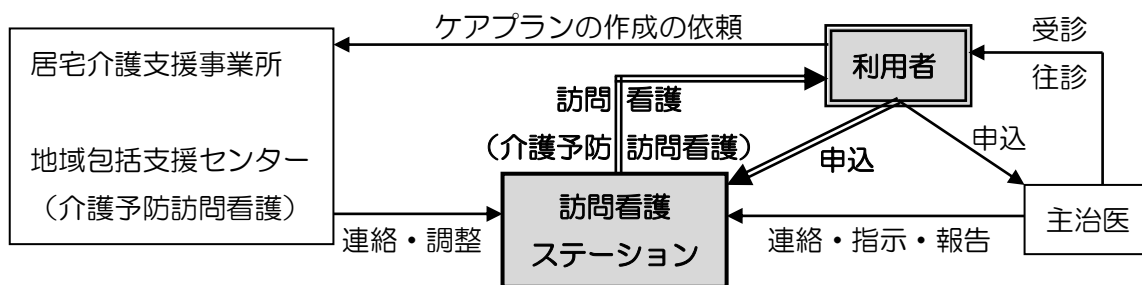 ケアプランの作成の依頼
居宅介護支援事業所
地域包括支援センター
（介護予防訪問看護）
利用者
受診
往診
訪問看護
（介護予防訪問看護）
申込
申込
訪問看護
ステーション
主治医
連絡・調整
連絡・指示・報告